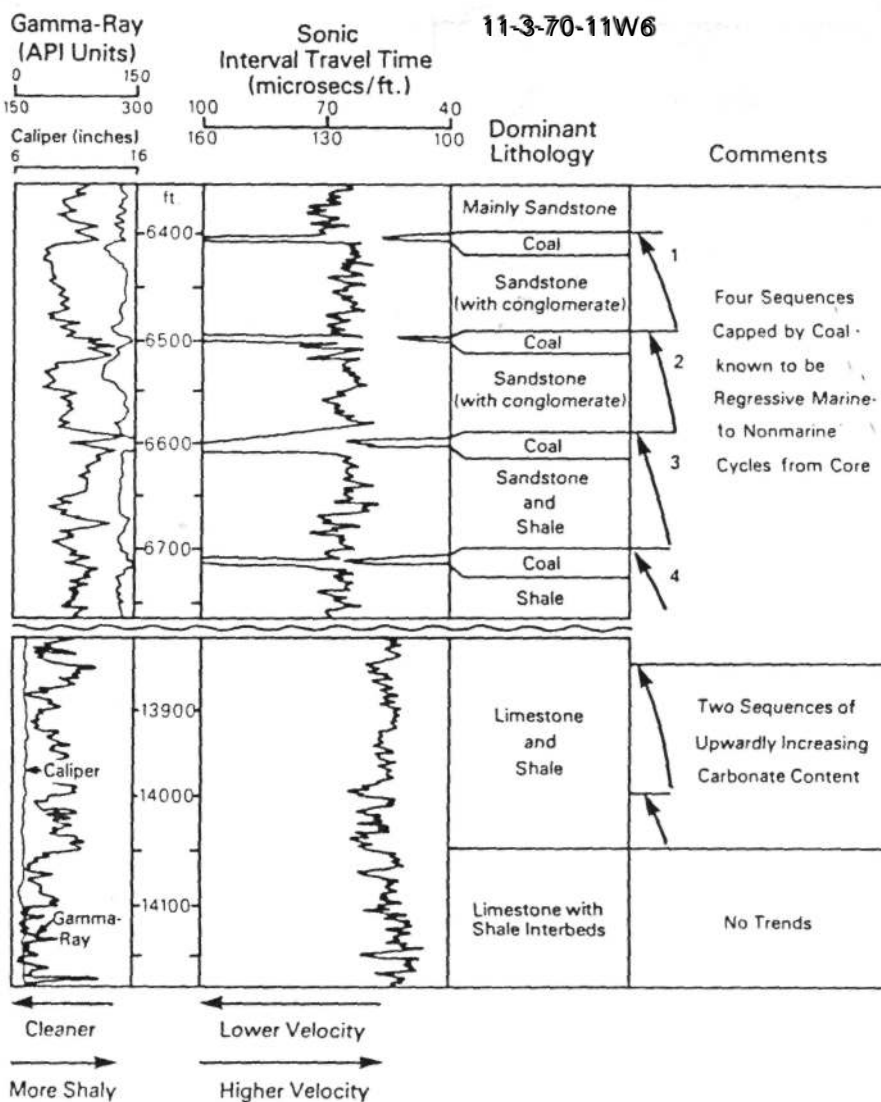 11-3-70-11W6
Gamma-Ray
(API Units)
0 150
150 300
Caliper (inches)
6 16
Sonic
Interval Travel Time
(microsecs/ft.)
100 70 40
160 130 100
Dominant
Lithology
Comments
ft.
6400
6500
6600
6700
Mainly Sandstone
Coal
Sandstone
(with conglomerate)
Coal
Sandstone
(with conglomerate)
Coal
Sandstone
and
Shale
Coal
Shale
1
2
3
4
Four Sequences
Capped by Coal-
known to be
Regressive Marine-
to Nonmarine
Cycles from Core
13900
14000
14100
Caliper
Gamma-
Ray
Limestone
and
Shale
Limestone with
Shale Interbeds
Two Sequences of
Upwardly Increasing
Carbonate Content
No Trends
Cleaner
More Shaly
Lower Velocity
Higher Velocity